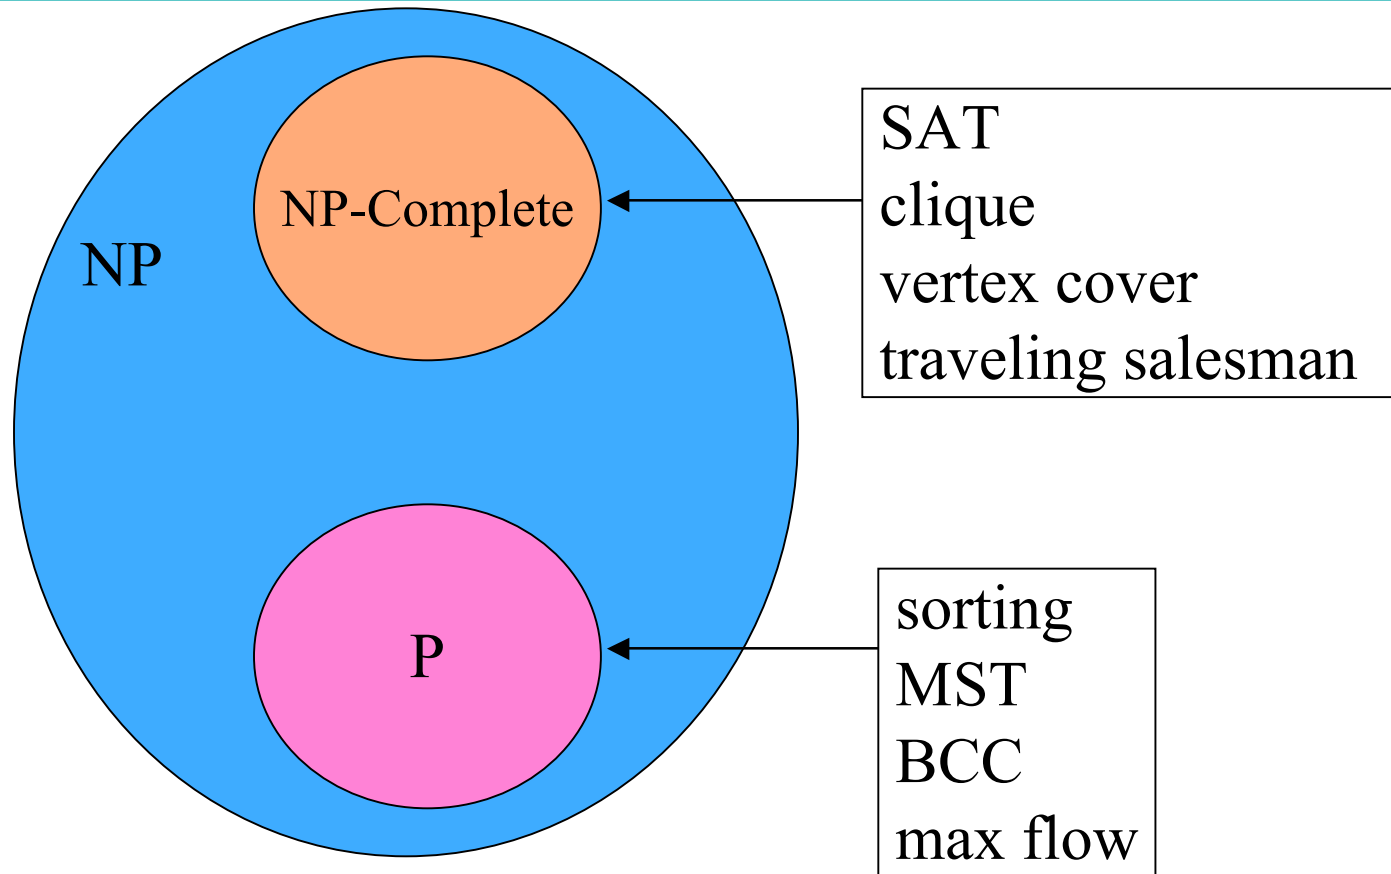 NP-Complete
NP
P
SAT
clique
vertex cover
traveling salesman
sorting
MST
BCC
max flow